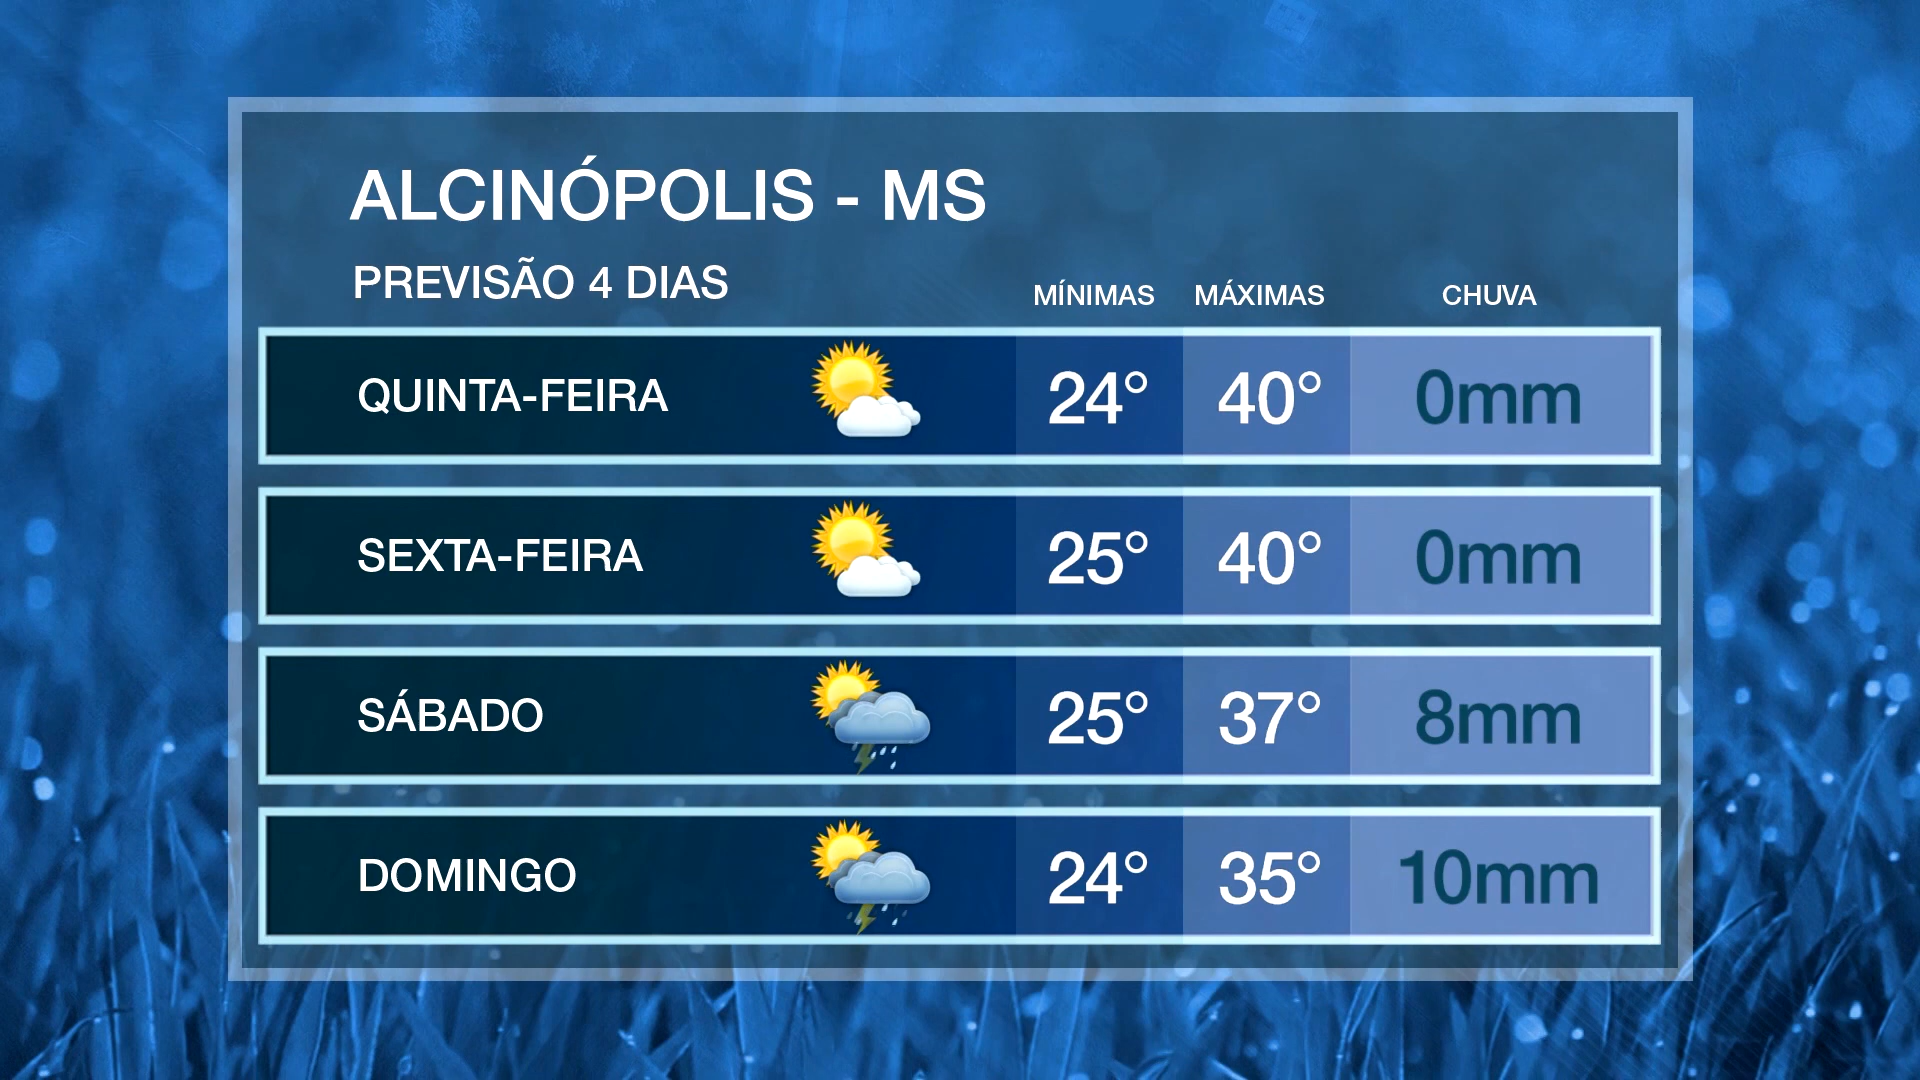 ALCINÓPOLIS - MS
PREVISÃO 4 DIAS
MÍNIMAS MÁXIMAS CHUVA
QUINTA-FEIRA 24° 40° 0mm
SEXTA-FEIRA 25° 40° 0mm
SÁBADO 25° 37° 8mm
DOMINGO 24° 35° 10mm